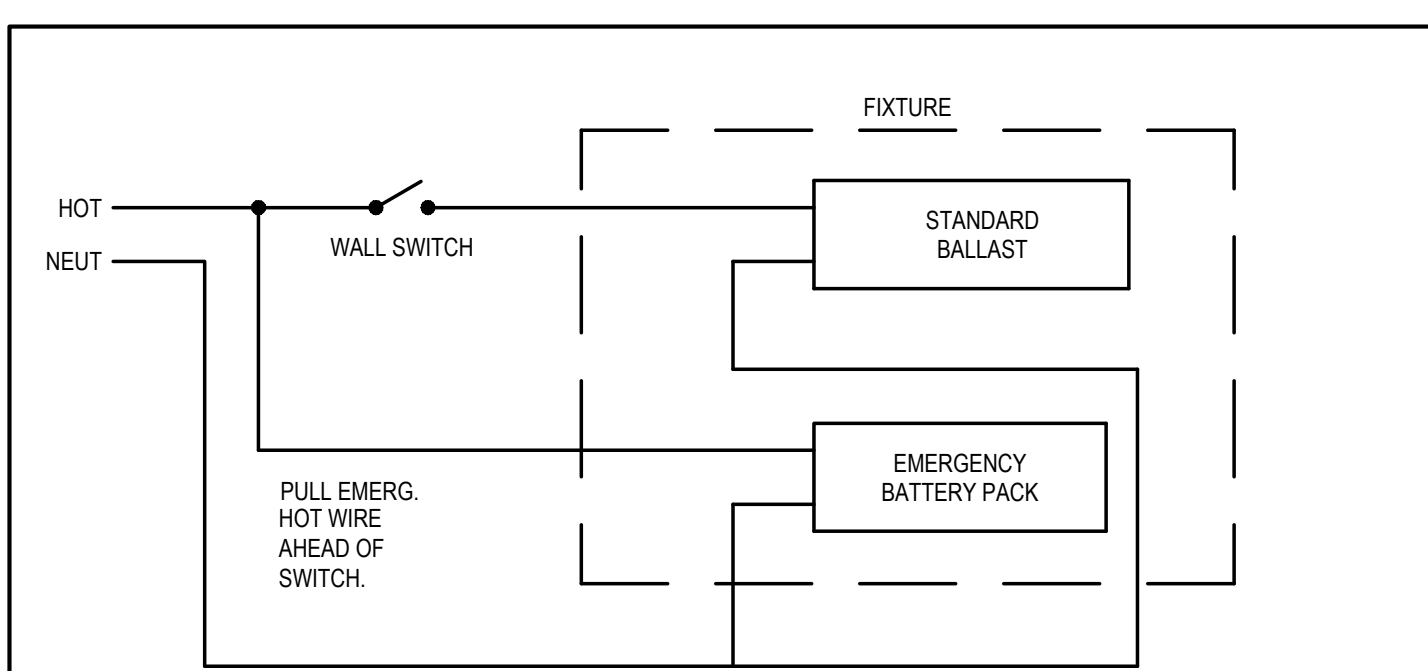 FIXTURE
HOT
WALL SWITCH
NEUT
STANDARD
BALLAST
EMERGENCY
BATTERY PACK
PULL EMERG.
HOT WIRE
AHEAD OF
SWITCH.